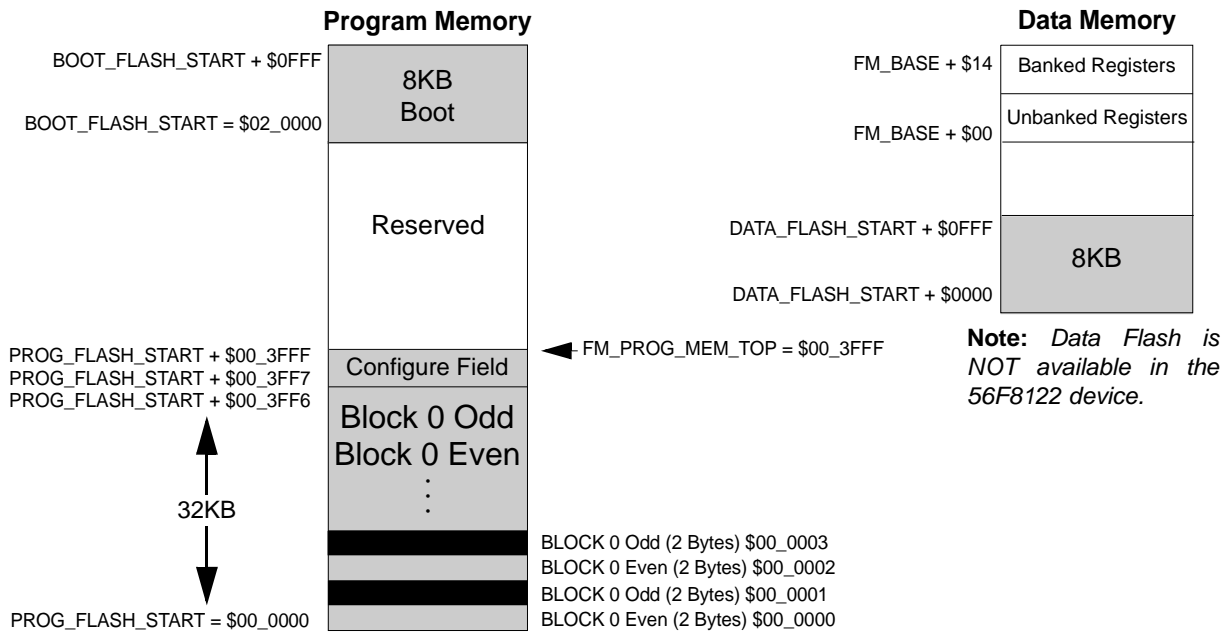 Program Memory
BOOT_FLASH_START + $0FFF
8KB
Boot
BOOT_FLASH_START = $02_0000
Reserved
PROG_FLASH_START + $00_3FFF
FM_PROG_MEM_TOP = $00_3FFF
Configure Field
PROG_FLASH_START + $00_3FF7
PROG_FLASH_START + $00_3FF6
Block 0 Odd
Block 0 Even
32KB
BLOCK 0 Odd (2 Bytes) $00_0003
BLOCK 0 Even (2 Bytes) $00_0002
BLOCK 0 Odd (2 Bytes) $00_0001
PROG_FLASH_START = $00_0000
BLOCK 0 Even (2 Bytes) $00_0000
Data Memory
FM_BASE + $14
Banked Registers
Unbanked Registers
FM_BASE + $00
DATA_FLASH_START + $0FFF
8KB
DATA_FLASH_START + $0000
Note: Data Flash is
NOT available in the
56F8122 device.